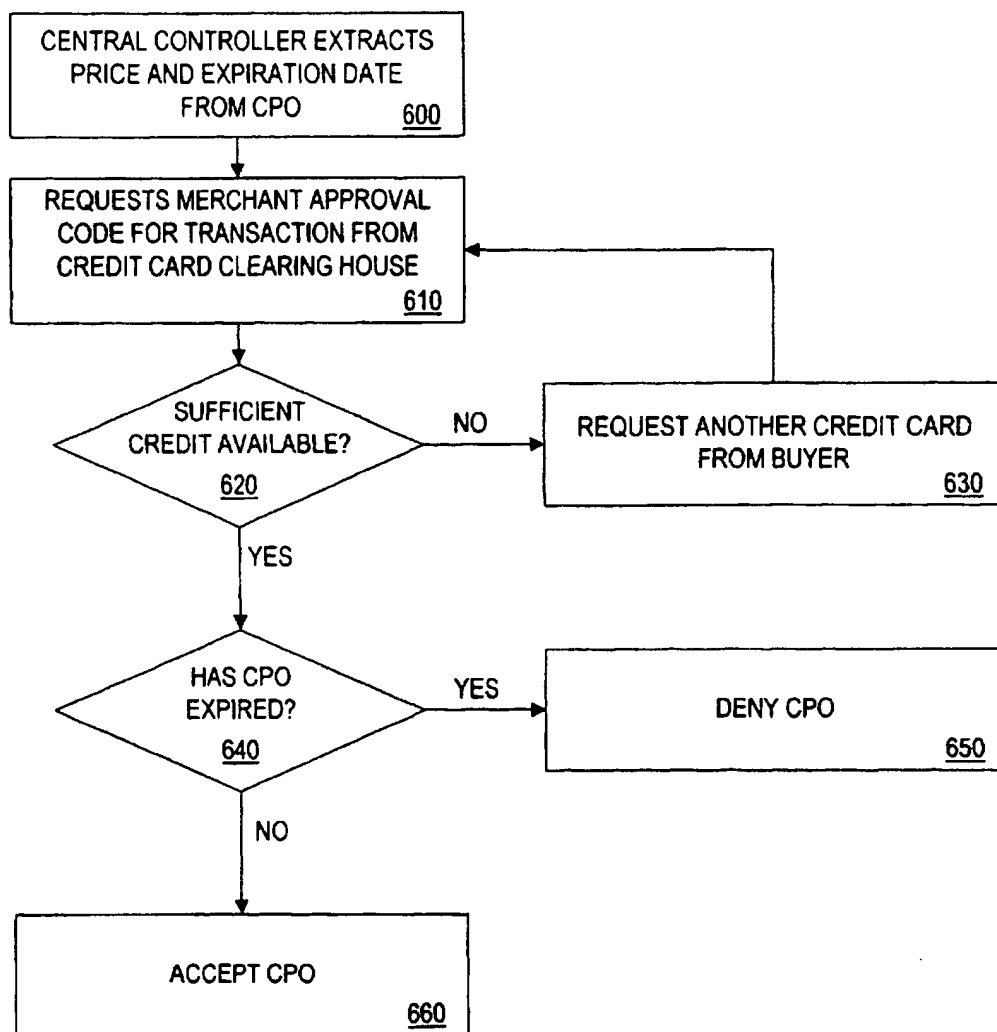 CENTRAL CONTROLLER EXTRACTS
PRICE AND EXPIRATION DATE
FROM CPO
600
REQUESTS MERCHANT APPROVAL
CODE FOR TRANSACTION FROM
CREDIT CARD CLEARING HOUSE
610
SUFFICIENT
CREDIT AVAILABLE?
620
NO
REQUEST ANOTHER CREDIT CARD
FROM BUYER
630
YES
HAS CPO
EXPIRED?
640
YES
DENY CPO
650
NO
ACCEPT CPO
660